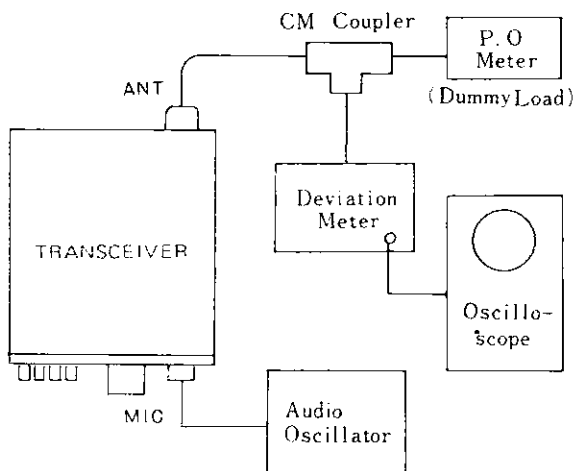 CM Coupler
P.O
Meter
(Dummy Load)
ANT
Deviation
Meter
TRANSCEIVER
Oscillo-
scope
MIC
Audio
Oscillator